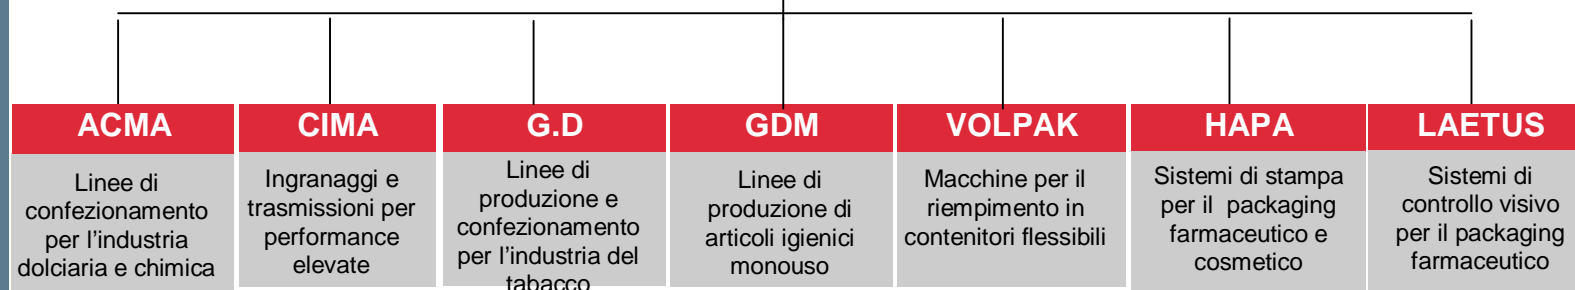 ACMA
Linee di
confezionamento
per l’industria
dolciaria e chimica
CIMA
Ingranaggi e
trasmissioni per
performance
elevate
G.D
Linee di
produzione e
confezionamento
per l’industria del
tabacco
GDM
Linee di
produzione di
articoli igienici
monouso
VOLPAK
Macchine per il
riempimento in
contenitori flessibili
HAPA
Sistemi di stampa
per il packaging
farmaceutico e
cosmetico
LAETUS
Sistemi di
controllo visivo
per il packaging
farmaceutico